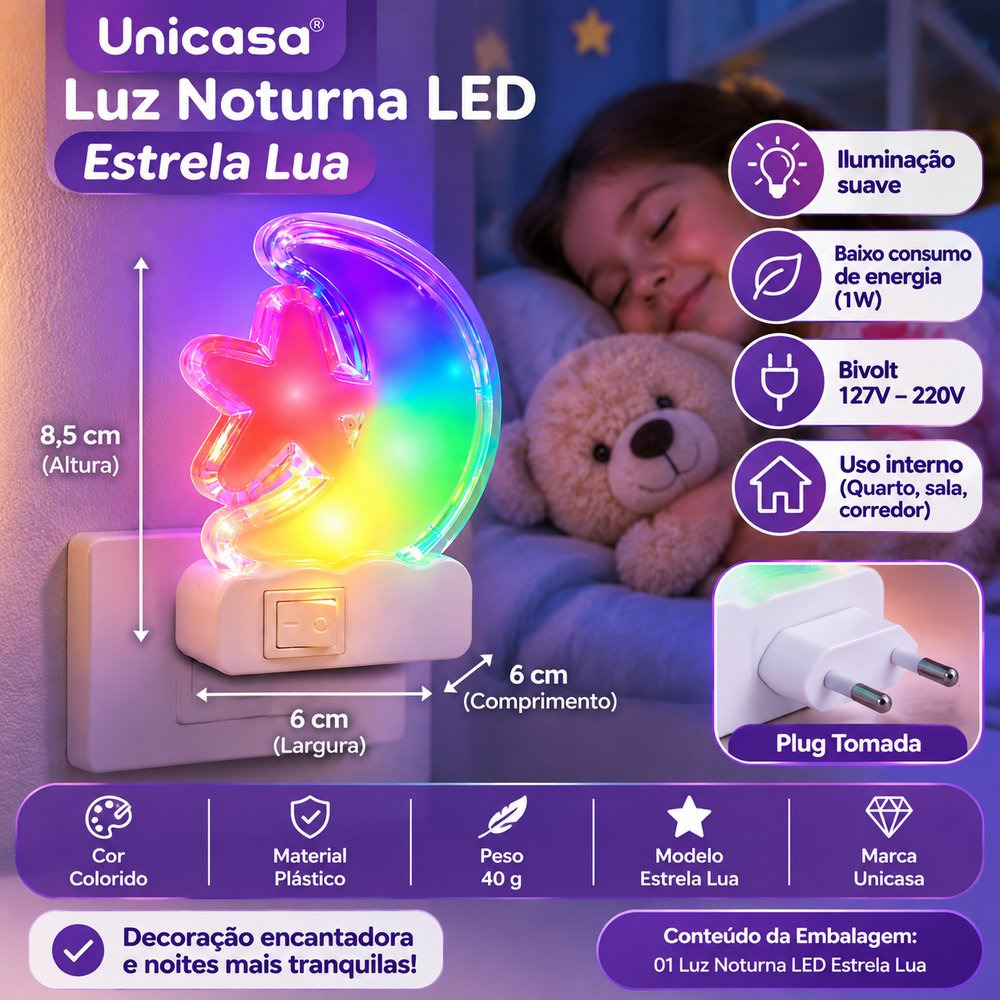 Unicasa®
Luz Noturna LED
Estrela Lua
Iluminação
suave
Baixo consumo
de energia
(1W)
Bivolt
127V – 220V
Uso interno
(Quarto, sala,
corredor)
8,5 cm
(Altura)
6 cm
(Largura)
6 cm
(Comprimento)
Plug Tomada
Cor
Colorido
Material
Plástico
Peso
40 g
Modelo
Estrela Lua
Marca
Unicasa
Decoração encantadora
e noites mais tranquilas!
Conteúdo da Embalagem:
01 Luz Noturna LED Estrela Lua